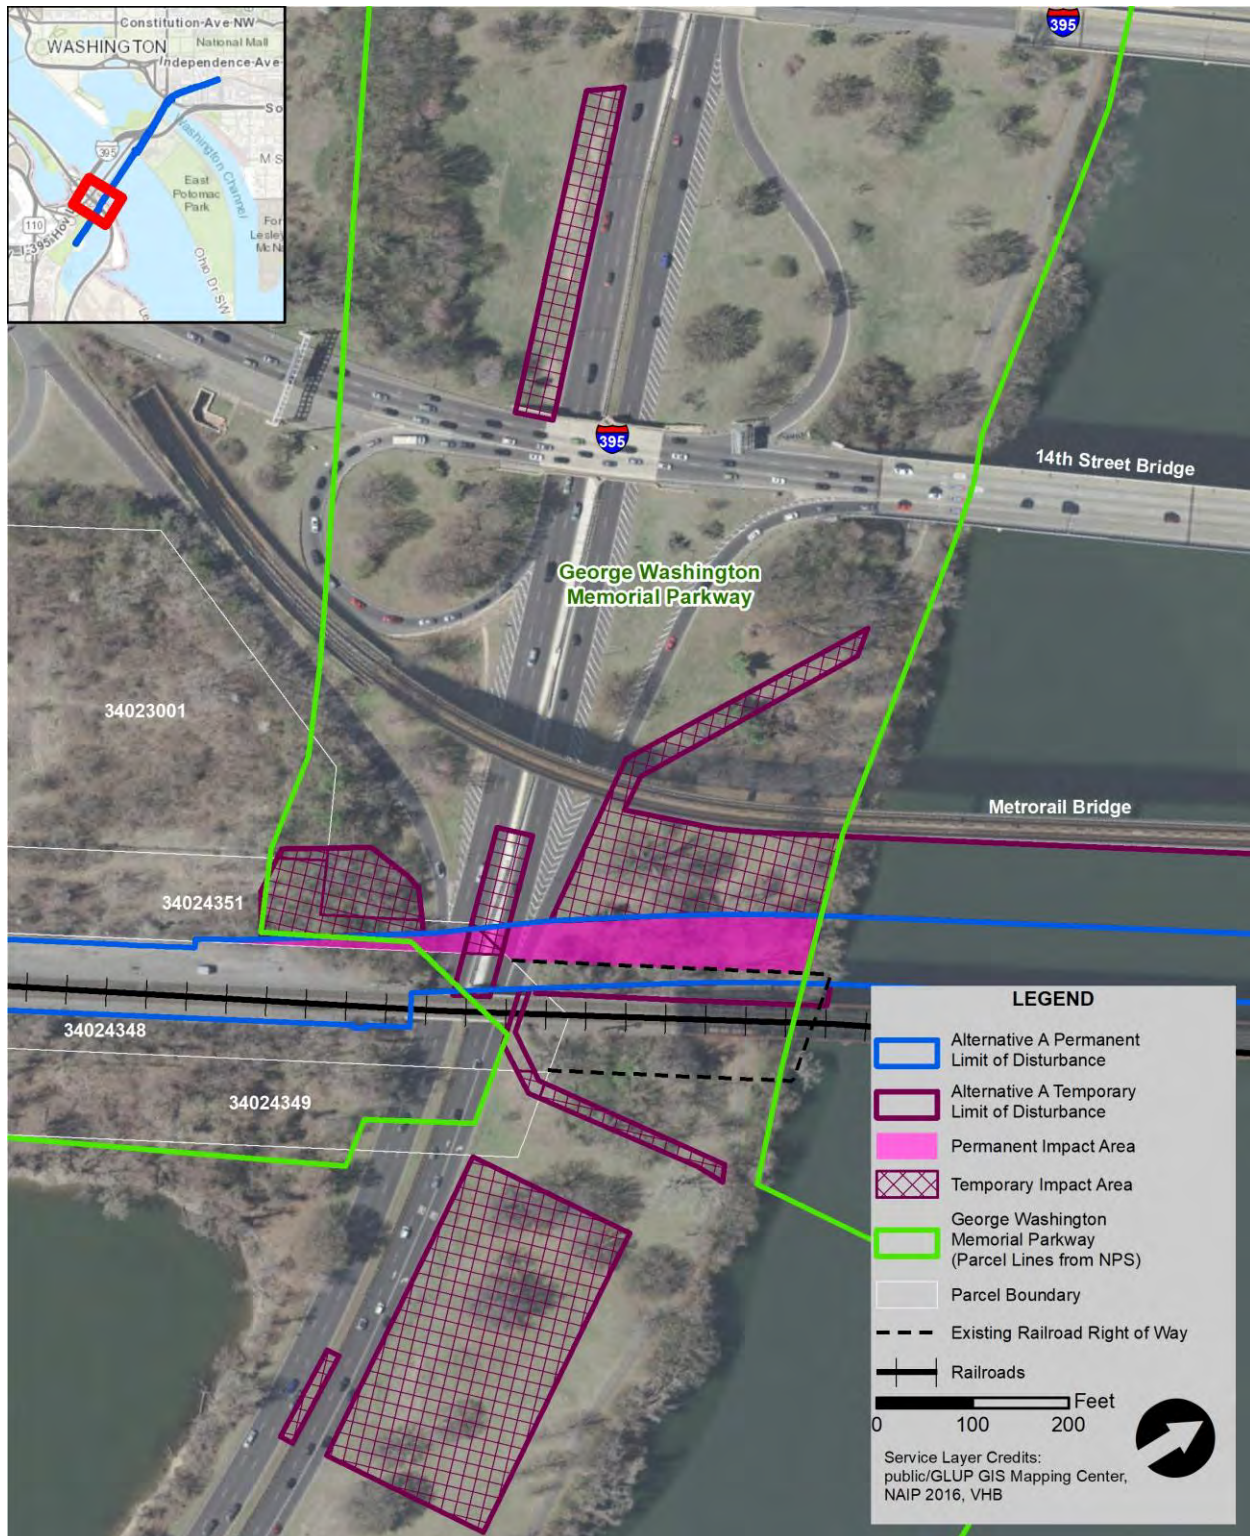 Constitution Ave NW
WASHINGTON
National Mall
Independence Ave
So
395
Washington Channel
M S
East
Potomac
Park
110
For
Lesley
McNa
Ohio Dr SW
395
395
14th Street Bridge
George Washington
Memorial Parkway
34023001
Metrorail Bridge
34024351
34024348
34024349
LEGEND
Alternative A Permanent
Limit of Disturbance
Alternative A Temporary
Limit of Disturbance
Permanent Impact Area
Temporary Impact Area
George Washington
Memorial Parkway
(Parcel Lines from NPS)
Parcel Boundary
Existing Railroad Right of Way
Railroads
Feet
0 100 200
Service Layer Credits:
public/GLUP GIS Mapping Center,
NAIP 2016, VHB